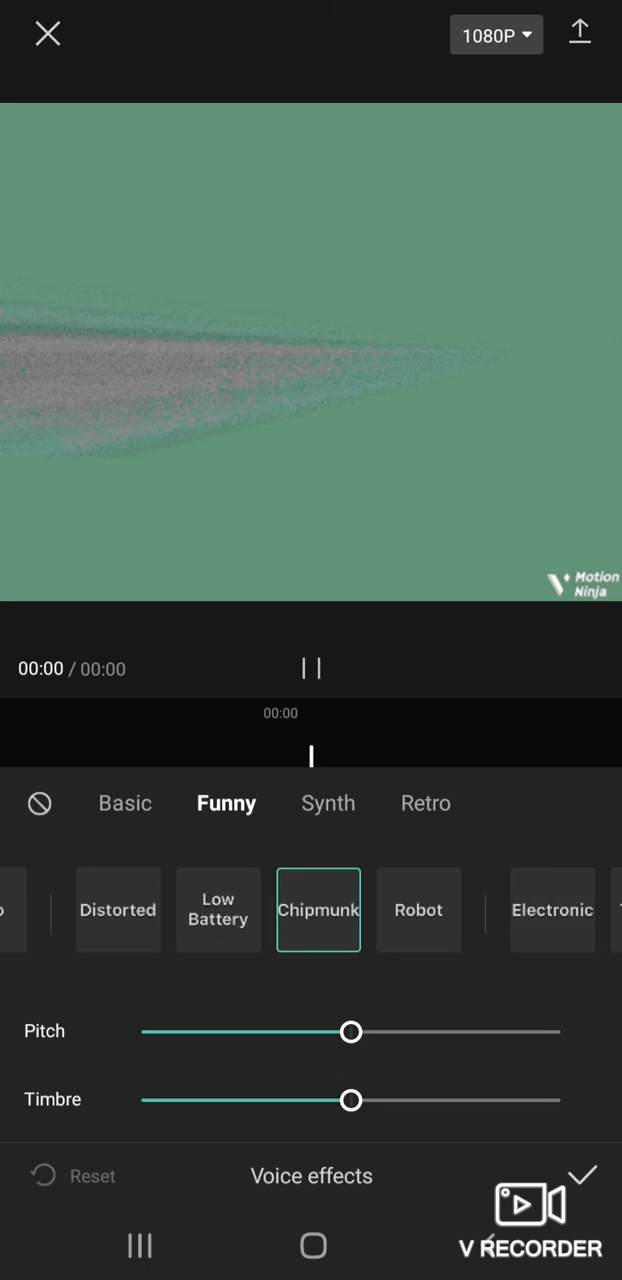 1080P
Motion
Ninja
00:00 / 00:00
00:00
Basic Funny Synth Retro
Distorted Low Battery Chipmunk Robot Electronic
Pitch
Timbre
Reset Voice effects
V RECORDER